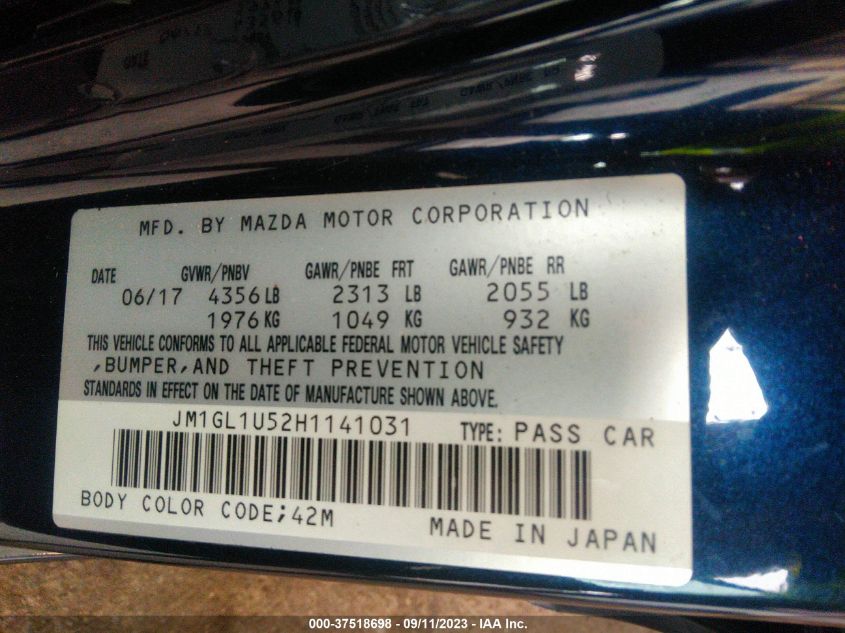 MFD. BY MAZDA MOTOR CORPORATION
DATE GVWR/PNBV GAWR/PNBE FRT GAWR/PNBE RR
06/17 4356 LB 2313 LB 2055 LB
1976 KG 1049 KG 932 KG
THIS VEHICLE CONFORMS TO ALL APPLICABLE FEDERAL MOTOR VEHICLE SAFETY
,BUMPER,AND THEFT PREVENTION
STANDARDS IN EFFECT ON THE DATE OF MANUFACTURE SHOWN ABOVE.
JM1GL1U52H1141031 TYPE: PASS CAR
BODY COLOR CODE;42M
MADE IN JAPAN
000-37518698 - 09/11/2023 - IAA Inc.